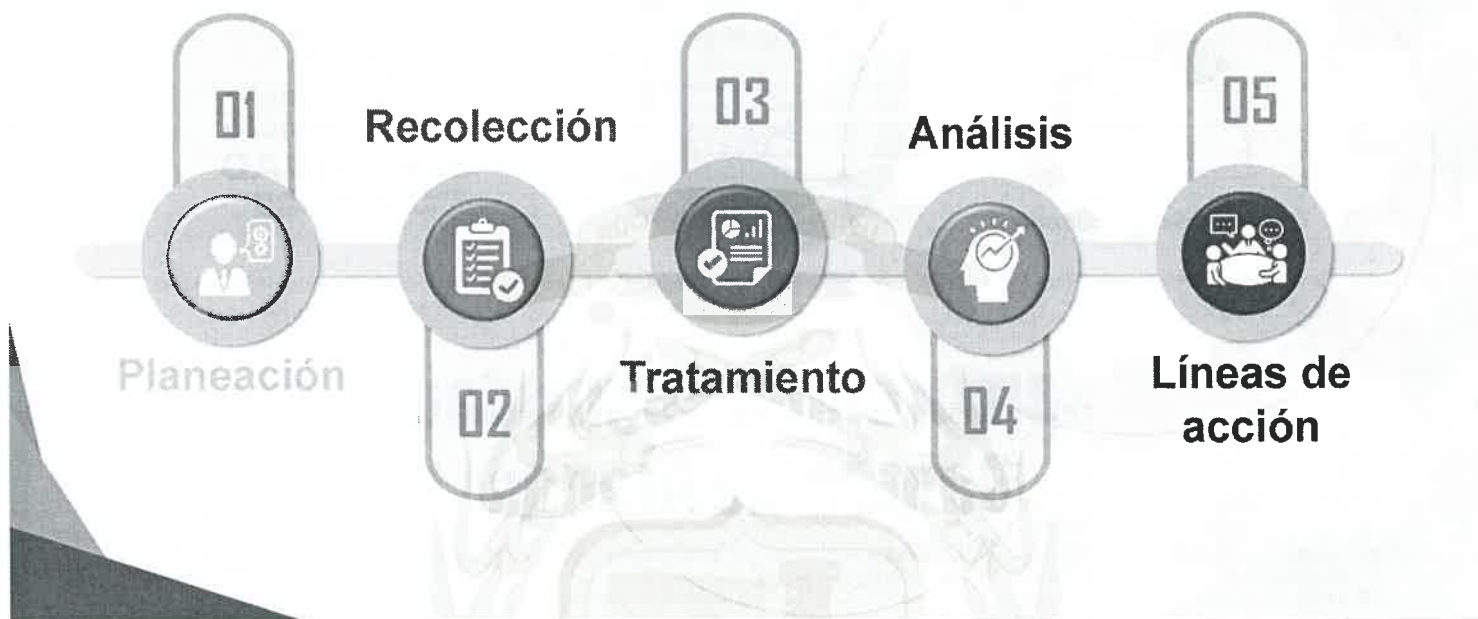 01
Planeación
Recolección
02
03
Tratamiento
Análisis
04
05
Líneas de
acción